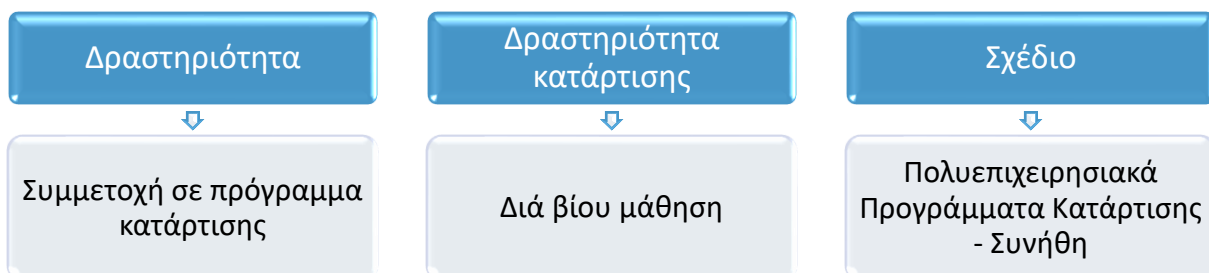 Δραστηριότητα
Συμμετοχή σε πρόγραμμα
κατάρτισης
Δραστηριότητα
κατάρτισης
Διά βίου μάθηση
Σχέδιο
Πολυεπιχειρησιακά
Προγράμματα Κατάρτισης
- Συνήθη